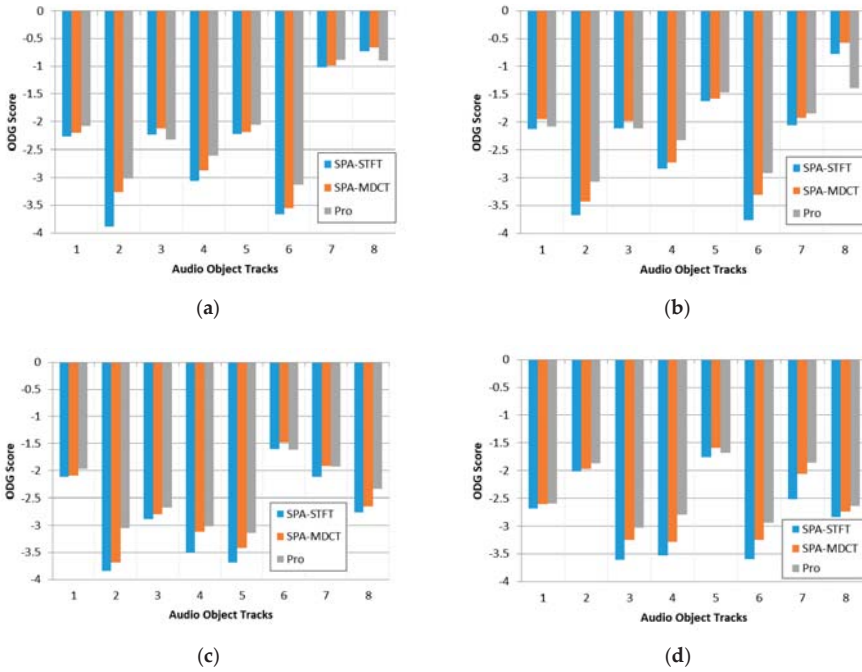 0
-0.5
-1
-1.5
-2
-2.5
-3
-3.5
-4
ODG Score
SPA-STFT
SPA-MDCT
Pro
1 2 3 4 5 6 7 8
Audio Object Tracks
(a)
0
-0.5
-1
-1.5
-2
-2.5
-3
-3.5
-4
ODG Score
SPA-STFT
SPA-MDCT
Pro
1 2 3 4 5 6 7 8
Audio Object Tracks
(b)
0
-0.5
-1
-1.5
-2
-2.5
-3
-3.5
-4
ODG Score
SPA-STFT
SPA-MDCT
Pro
1 2 3 4 5 6 7 8
Audio Object Tracks
(c)
0
-0.5
-1
-1.5
-2
-2.5
-3
-3.5
-4
ODG Score
SPA-STFT
SPA-MDCT
Pro
1 2 3 4 5 6 7 8
Audio Object Tracks
(d)